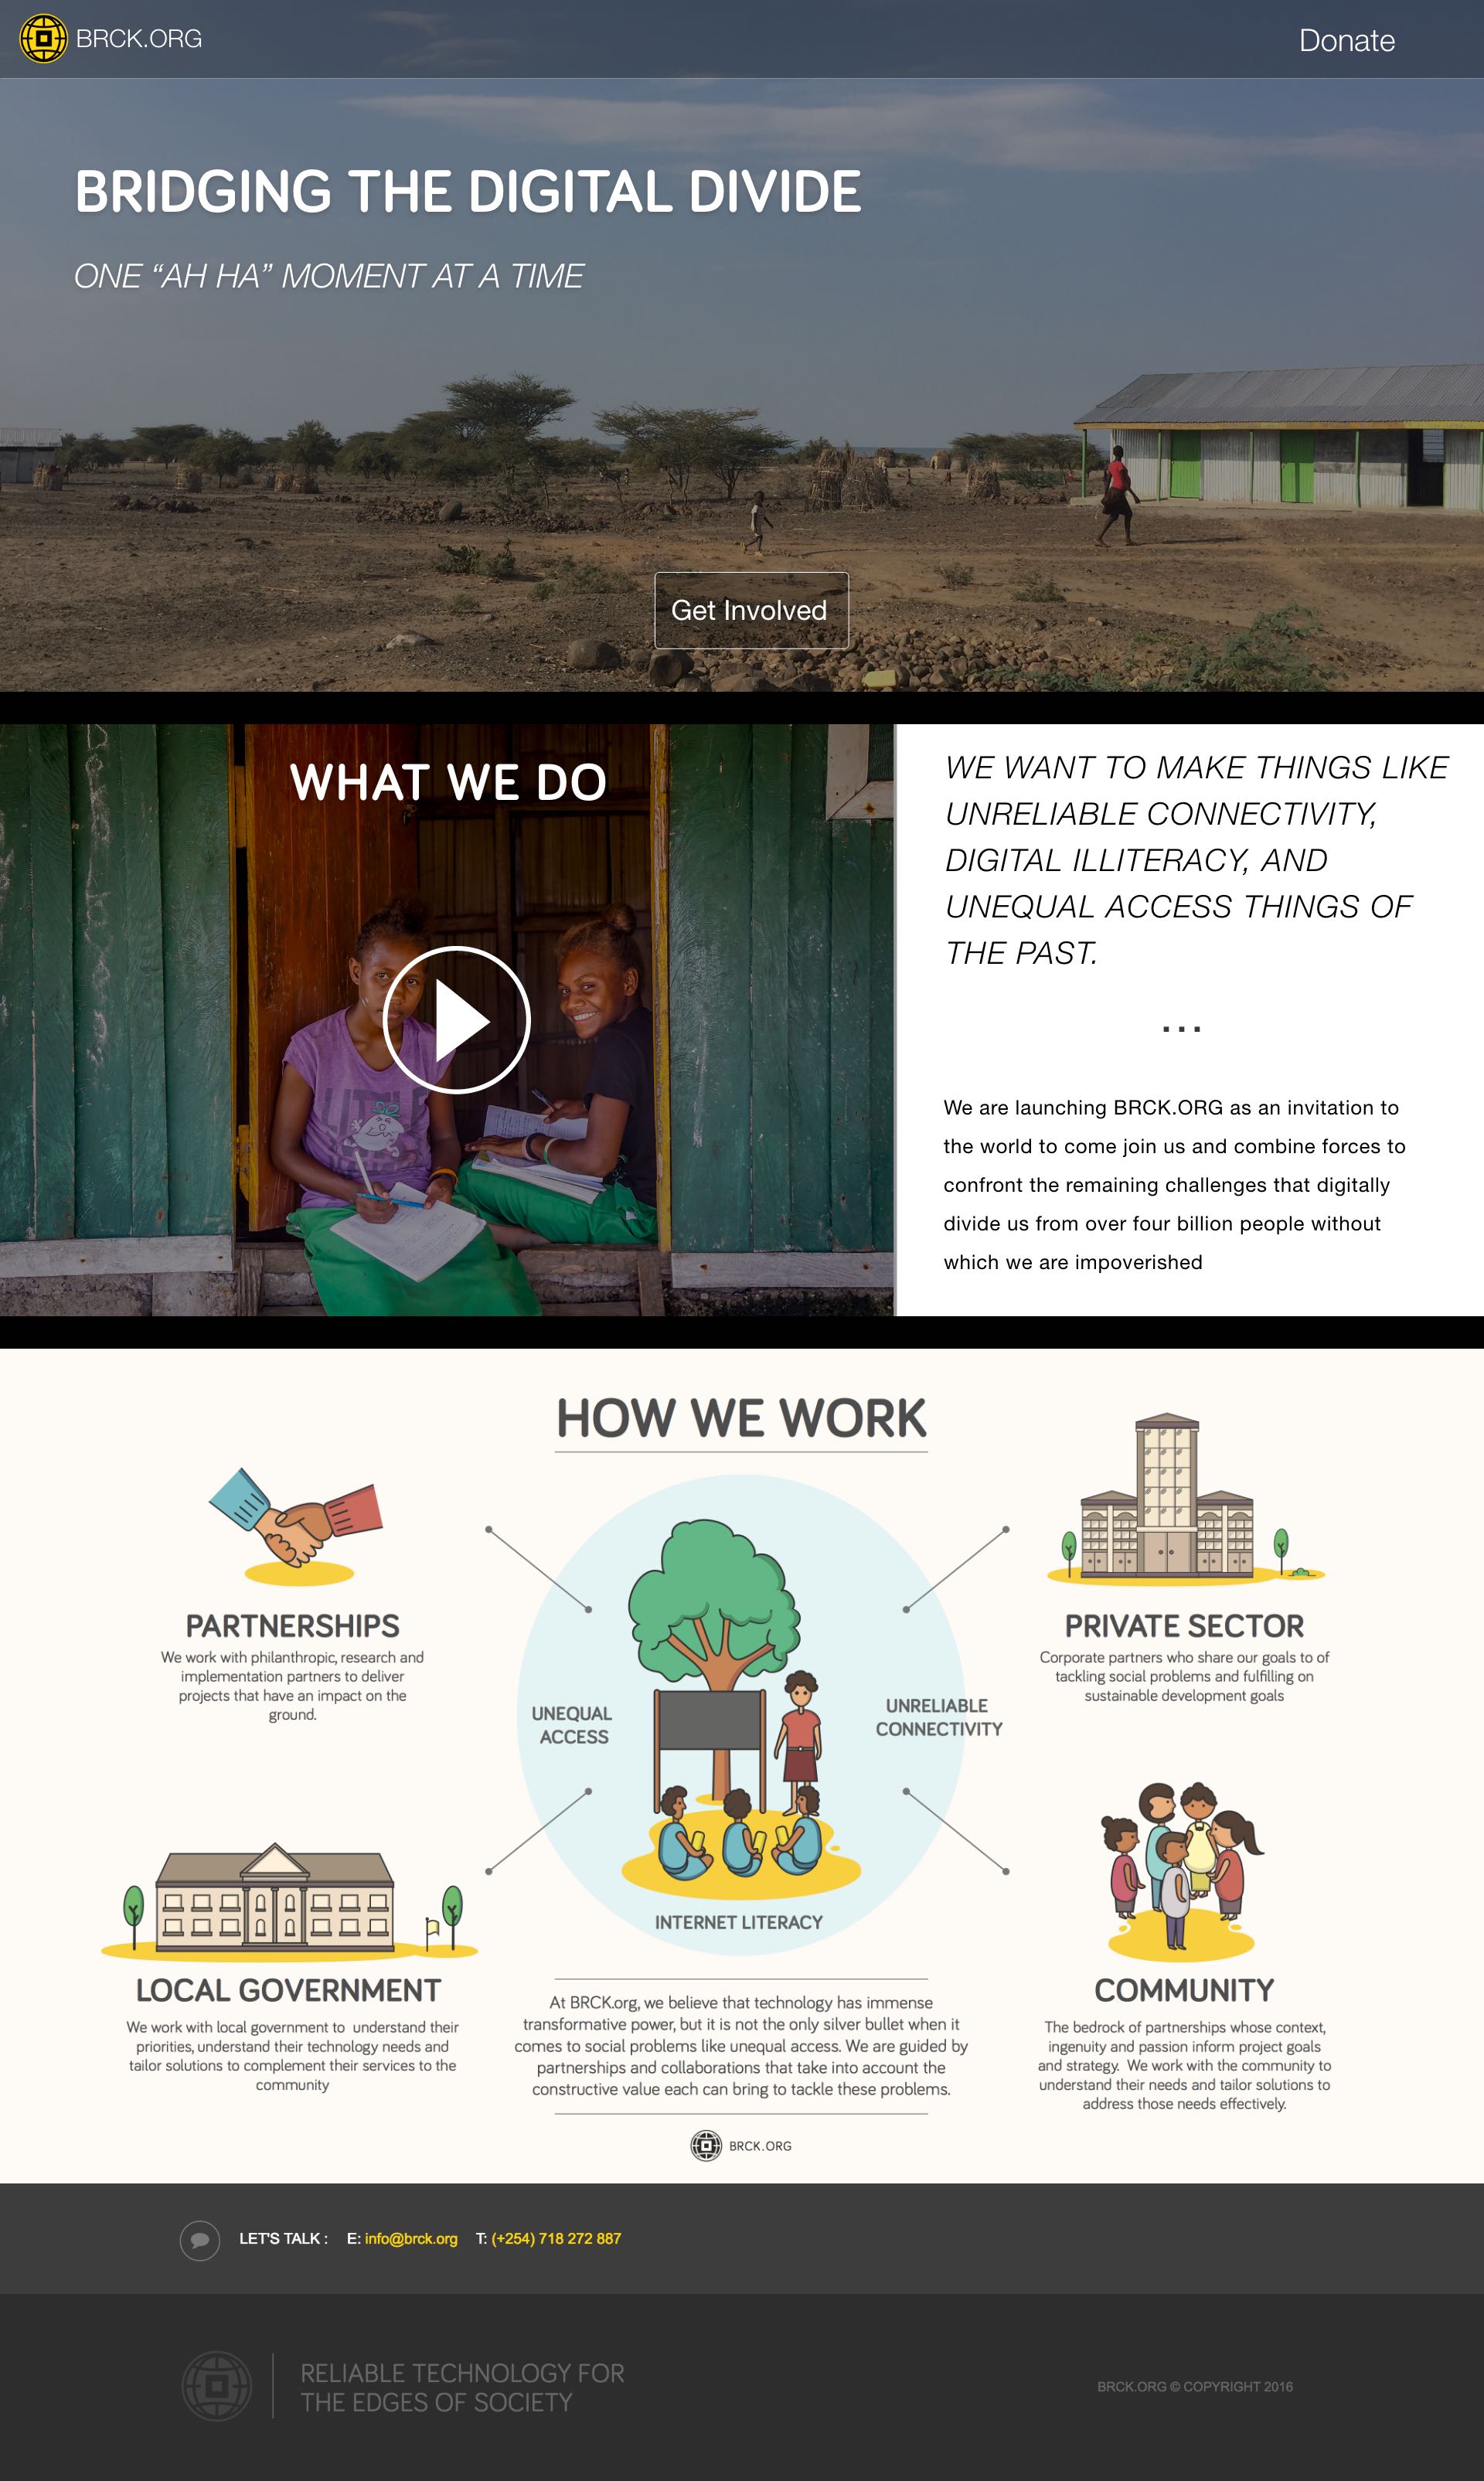 BRCK.ORG
Donate
BRIDGING THE DIGITAL DIVIDE
ONE “AH HA” MOMENT AT A TIME
Get Involved
WHAT WE DO
WE WANT TO MAKE THINGS LIKE
UNRELIABLE CONNECTIVITY,
DIGITAL ILLITERACY, AND
UNEQUAL ACCESS THINGS OF
THE PAST.
...
We are launching BRCK.ORG as an invitation to
the world to come join us and combine forces to
confront the remaining challenges that digitally
divide us from over four billion people without
which we are impoverished
HOW WE WORK
PARTNERSHIPS
We work with philanthropic, research and
implementation partners to deliver
projects that have an impact on the
ground.
PRIVATE SECTOR
Corporate partners who share our goals to of
tackling social problems and fulfilling on
sustainable development goals
UNEQUAL
ACCESS
UNRELIABLE
CONNECTIVITY
INTERNET LITERACY
LOCAL GOVERNMENT
We work with local government to  understand their
priorities, understand their technology needs and
tailor solutions to complement their services to the
community
At BRCK.org, we believe that technology has immense
transformative power, but it is not the only silver bullet when it
comes to social problems like unequal access. We are guided by
partnerships and collaborations that take into account the
constructive value each can bring to tackle these problems.
BRCK.ORG
COMMUNITY
The bedrock of partnerships whose context,
ingenuity and passion inform project goals
and strategy.  We work with the community to
understand their needs and tailor solutions to
address those needs effectively.
LET'S TALK : E: info@brck.org T: (+254) 718 272 887
RELIABLE TECHNOLOGY FOR
THE EDGES OF SOCIETY
BRCK.ORG © COPYRIGHT 2016